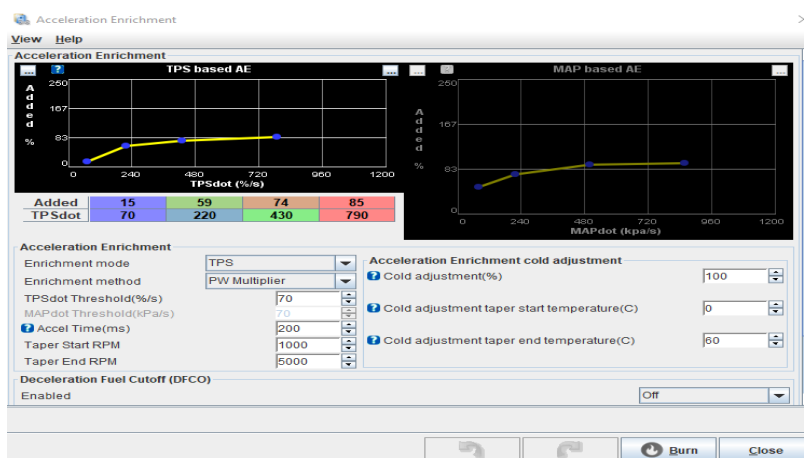 Acceleration Enrichment
View Help
Acceleration Enrichment
... ? TPS based AE ...
Added %
250
167
83
0
0 240 480 720 960 1200
TPSdot (%/s)
... MAP based AE ...
Added %
250
167
83
0
0 240 480 720 960 1200
MAPdot (kpa/s)
Added 15 59 74 85
TPSdot 70 220 430 790
Acceleration Enrichment
Enrichment mode TPS
Enrichment method PW Multiplier
TPSdot Threshold(%/s) 70
MAPdot Threshold(kPa/s) 70
? Accel Time(ms) 200
Taper Start RPM 1000
Taper End RPM 5000
Acceleration Enrichment cold adjustment
? Cold adjustment(%) 100
? Cold adjustment taper start temperature(C) 0
? Cold adjustment taper end temperature(C) 60
Deceleration Fuel Cutoff (DFCO)
Enabled Off
Burn Close